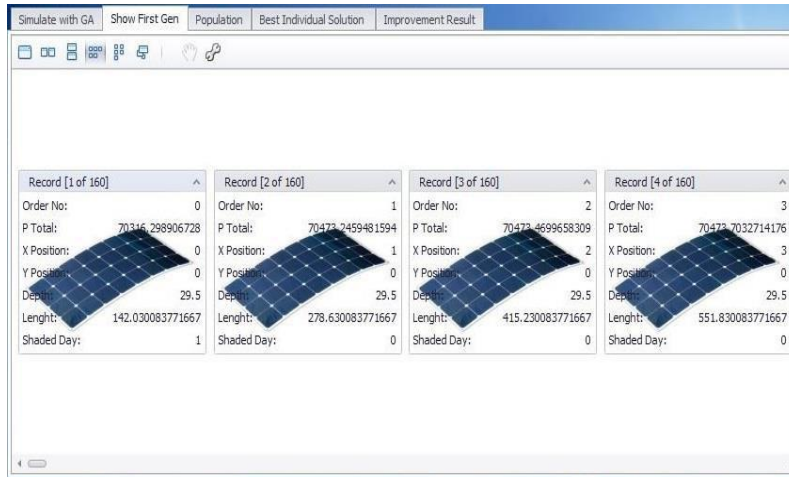 Simulate with GA Show First Gen Population Best Individual Solution Improvement Result
Record [1 of 160]
Order No: 0
P Total: 70316.298906728
X Position: 0
Y Position: 0
Depth: 29.5
Lenght: 142.030083771667
Shaded Day: 1
Record [2 of 160]
Order No: 1
P Total: 70473.2459481594
X Position: 1
Y Position: 0
Depth: 29.5
Lenght: 278.630083771667
Shaded Day: 0
Record [3 of 160]
Order No: 2
P Total: 70473.4699658309
X Position: 2
Y Position: 0
Depth: 29.5
Lenght: 415.230083771667
Shaded Day: 0
Record [4 of 160]
Order No: 3
P Total: 70473.7032714176
X Position: 3
Y Position: 0
Depth: 29.5
Lenght: 551.830083771667
Shaded Day: 0